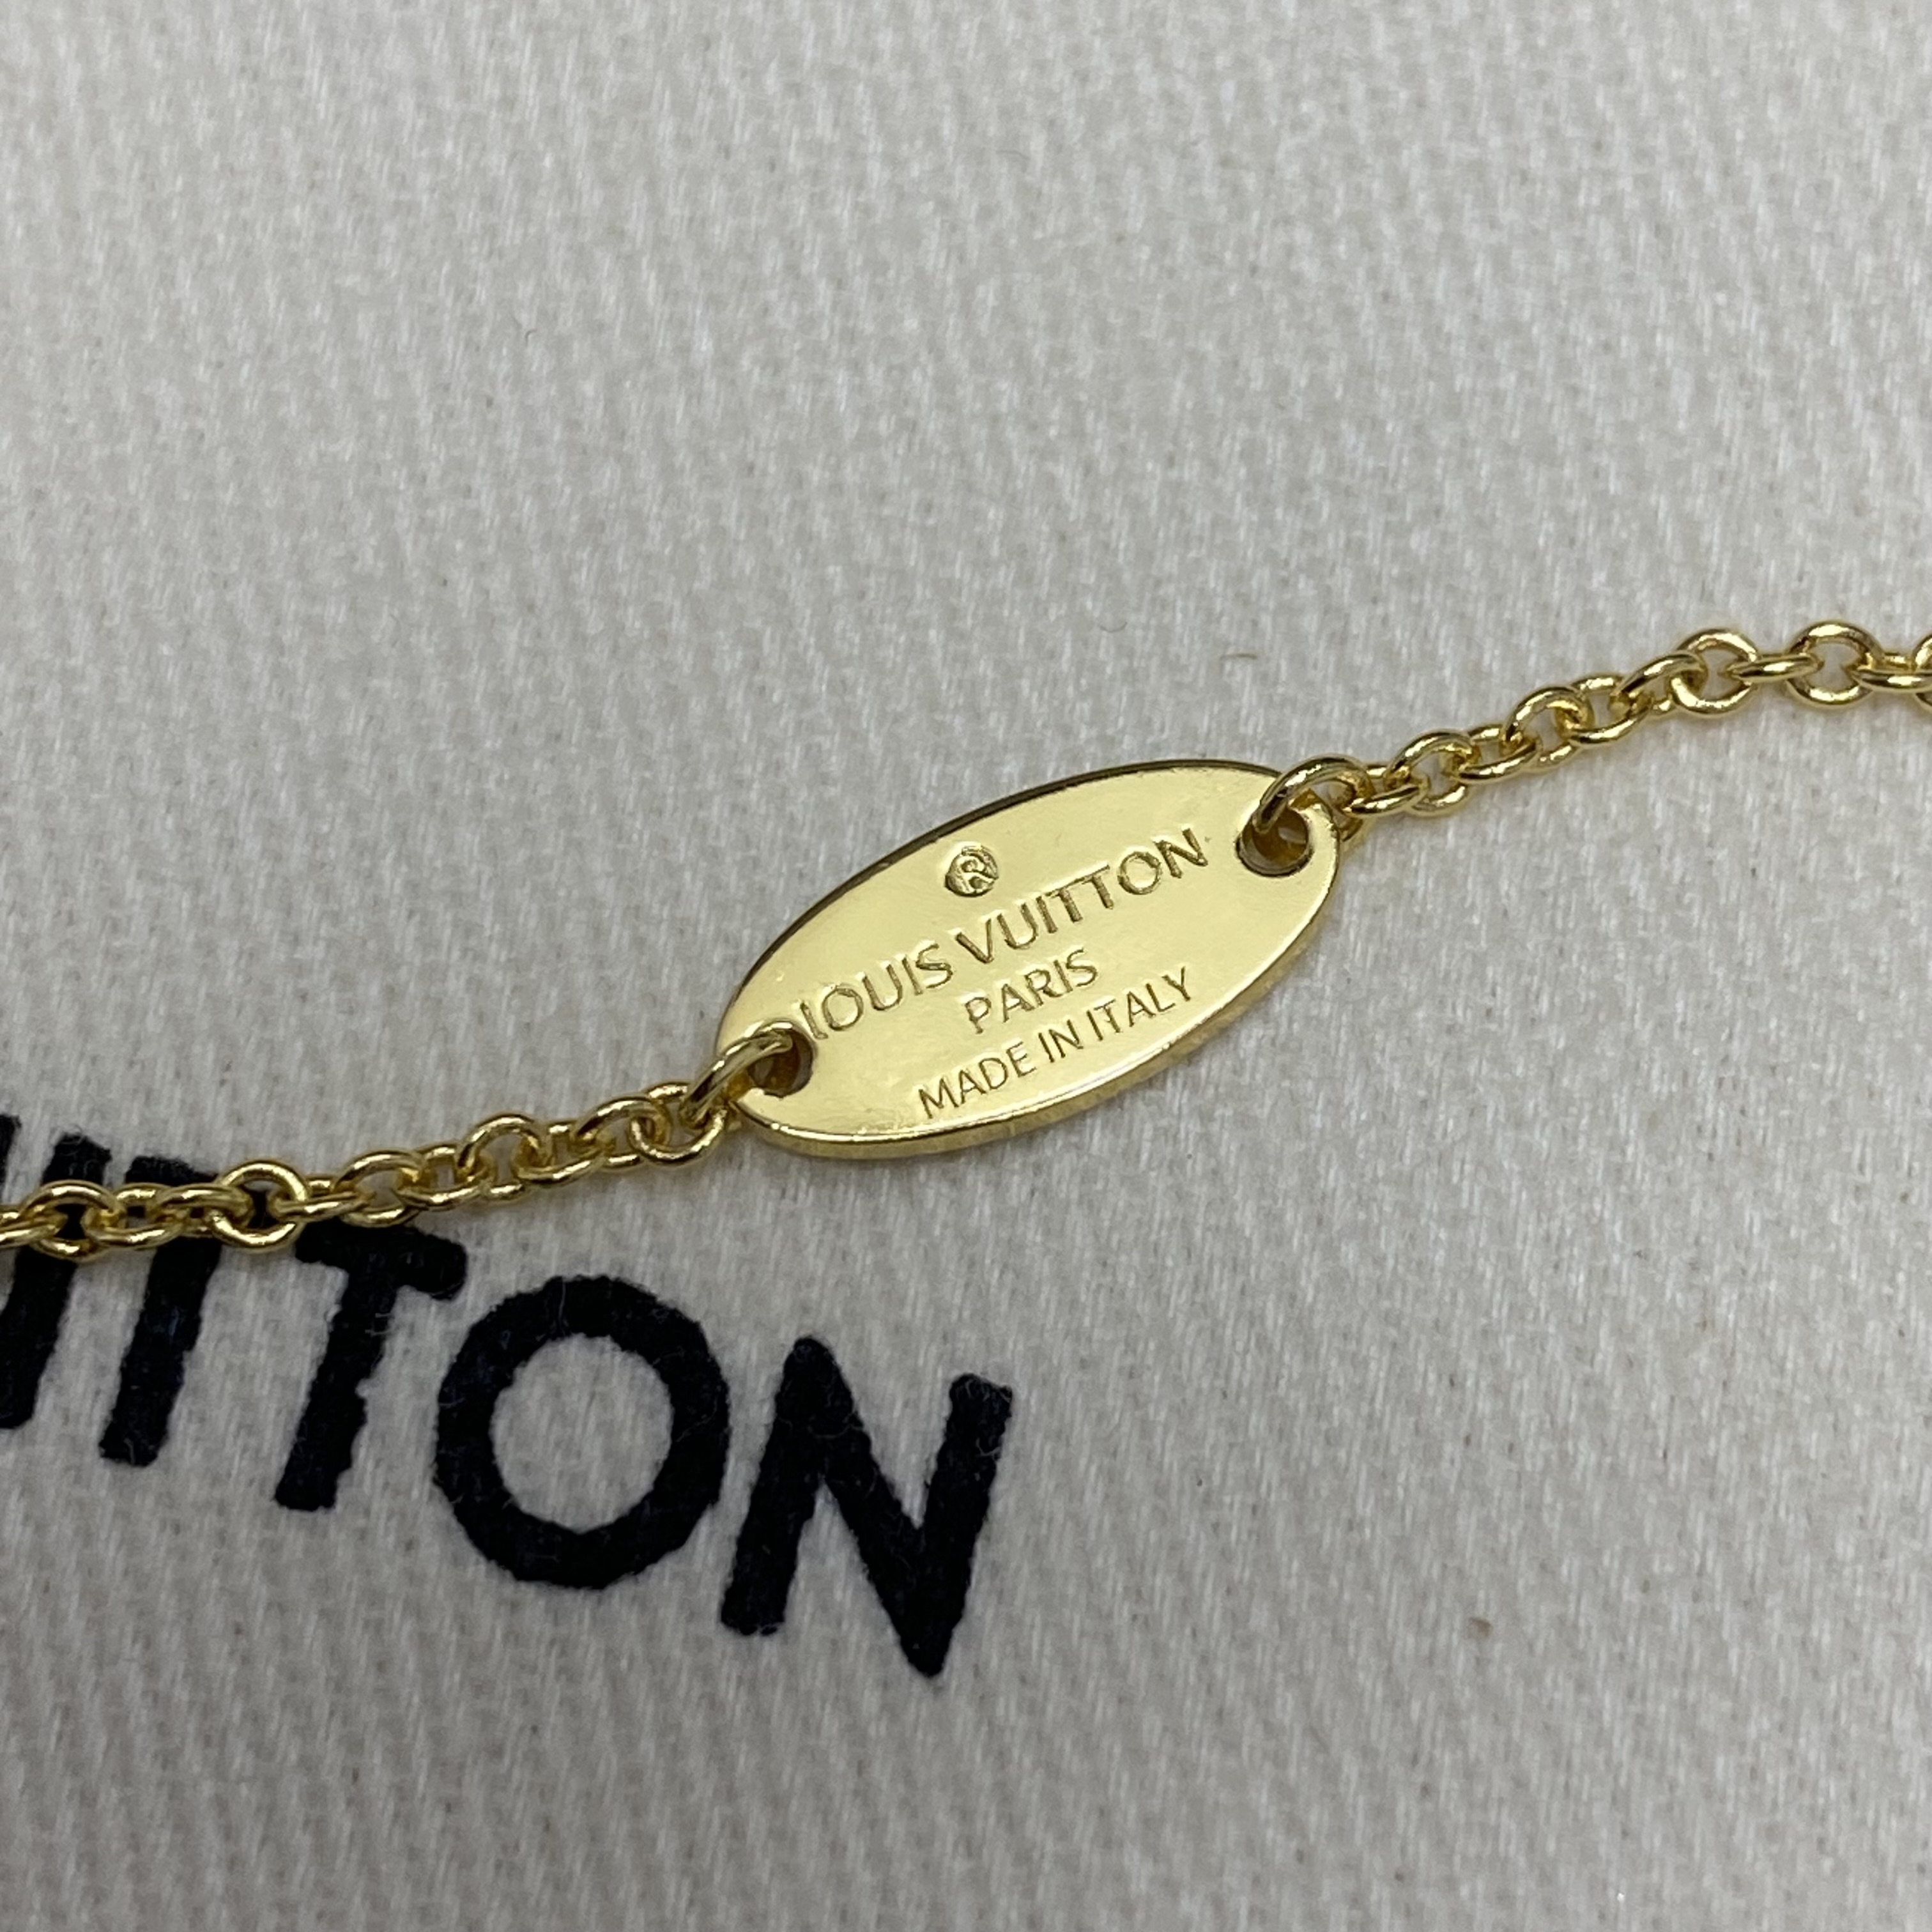 ®
LOUIS VUITTON
PARIS
MADE IN ITALY
UITTON